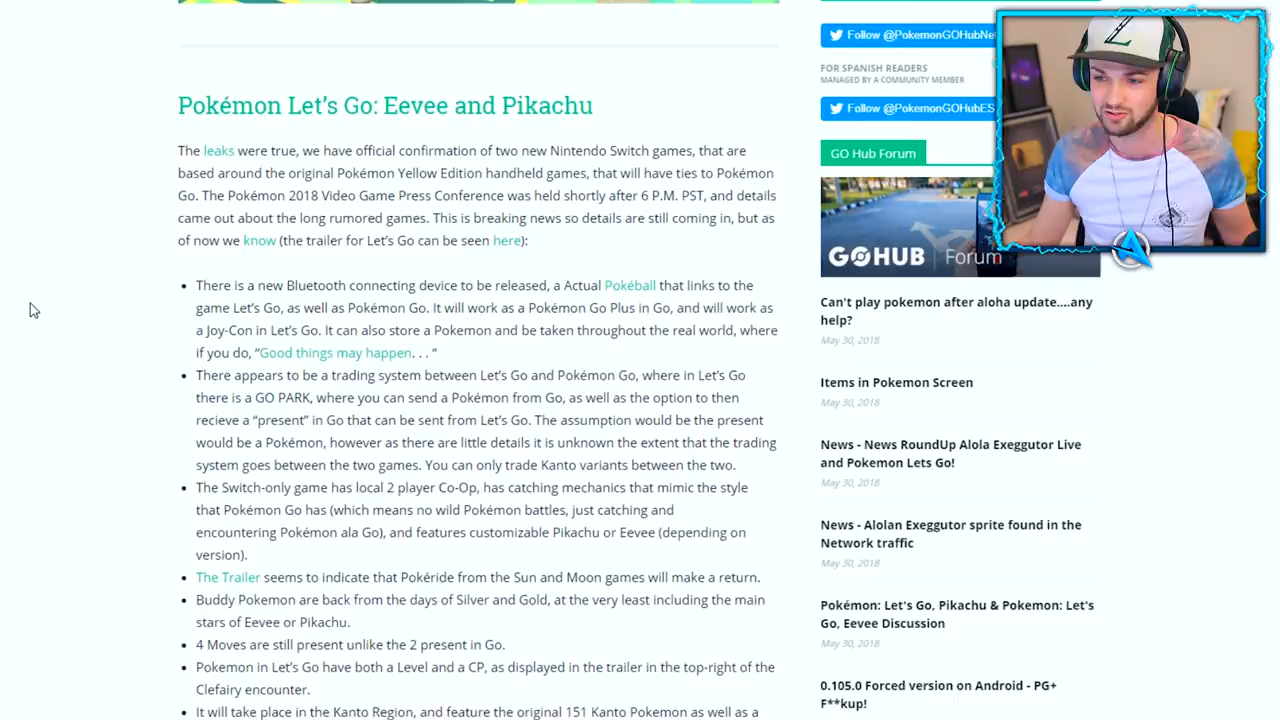 Pokémon Let's Go: Eevee and Pikachu
The leaks were true, we have official confirmation of two new Nintendo Switch games, that are
based around the original Pokémon Yellow Edition handheld games, that will have ties to Pokémon
Go. The Pokémon 2018 Video Game Press Conference was held shortly after 6 P.M. PST, and details
came out about the long rumored games. This is breaking news so details are still coming in, but as
of now we know (the trailer for Let's Go can be seen here):
• There is a new Bluetooth connecting device to be released, a Actual Pokéball that links to the
game Let's Go, as well as Pokémon Go. It will work as a Pokémon Go Plus in Go, and will work as
a Joy-Con in Let's Go. It can also store a Pokemon and be taken throughout the real world, where
if you do, "Good things may happen. . . "
• There appears to be a trading system between Let's Go and Pokémon Go, where in Let's Go
there is a GO PARK, where you can send a Pokémon from Go, as well as the option to then
recieve a "present" in Go that can be sent from Let's Go. The assumption would be the present
would be a Pokémon, however as there are little details it is unknown the extent that the trading
system goes between the two games. You can only trade Kanto variants between the two.
• The Switch-only game has local 2 player Co-Op, has catching mechanics that mimic the style
that Pokémon Go has (which means no wild Pokémon battles, just catching and
encountering Pokémon ala Go), and features customizable Pikachu or Eevee (depending on
version).
• The Trailer seems to indicate that Pokéride from the Sun and Moon games will make a return.
• Buddy Pokemon are back from the days of Silver and Gold, at the very least including the main
stars of Eevee or Pikachu.
• 4 Moves are still present unlike the 2 present in Go.
• Pokemon in Let's Go have both a Level and a CP, as displayed in the trailer in the top-right of the
Clefairy encounter.
• It will take place in the Kanto Region, and feature the original 151 Kanto Pokemon as well as a
Follow @PokemonGOHubNe
FOR SPANISH READERS
MANAGED BY A COMMUNITY MEMBER
Follow @PokemonGOHubES
GO Hub Forum
GOHUB Forum
Can't play pokemon after aloha update....any
help?
May 30, 2018
Items in Pokemon Screen
May 30, 2018
News - News RoundUp Alola Exeggutor Live
and Pokemon Lets Go!
May 30, 2018
News - Alolan Exeggutor sprite found in the
Network traffic
May 30, 2018
Pokémon: Let's Go, Pikachu & Pokemon: Let's
Go, Eevee Discussion
May 30, 2018
0.105.0 Forced version on Android - PG+
F**kup!